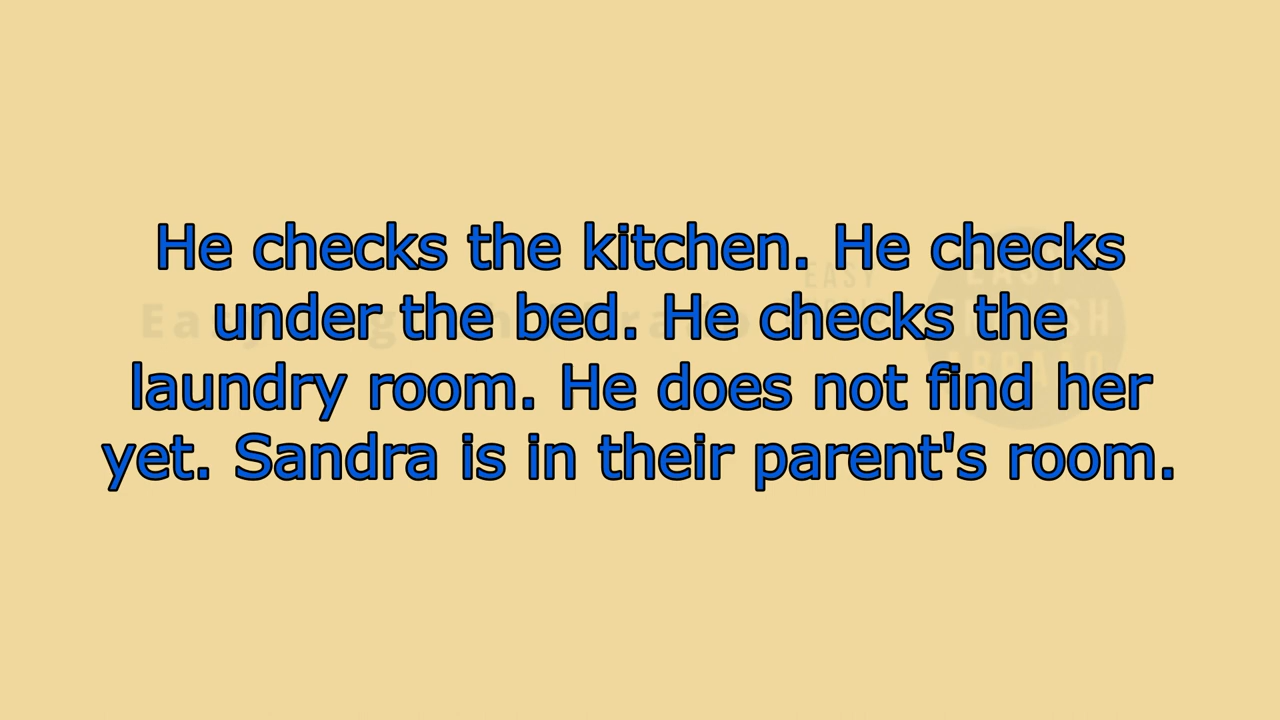 He checks the kitchen. He checks
under the bed. He checks the
laundry room. He does not find her
yet. Sandra is in their parent's room.
EASY